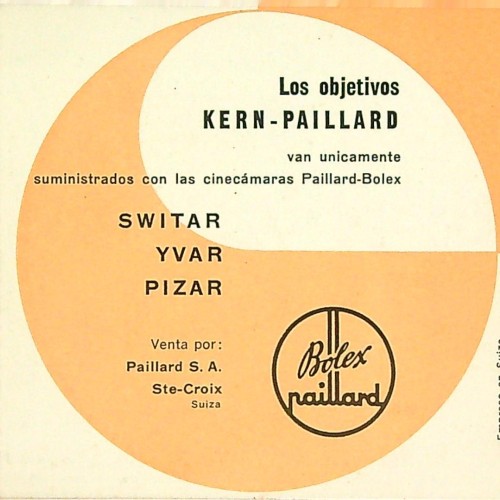 Los objetivos
KERN-PAILLARD
van unicamente
suministrados con las cinecámaras Paillard-Bolex
SWITAR
YVAR
PIZAR
Venta por:
Paillard S. A.
Ste-Croix
Suiza
Bolex
paillard